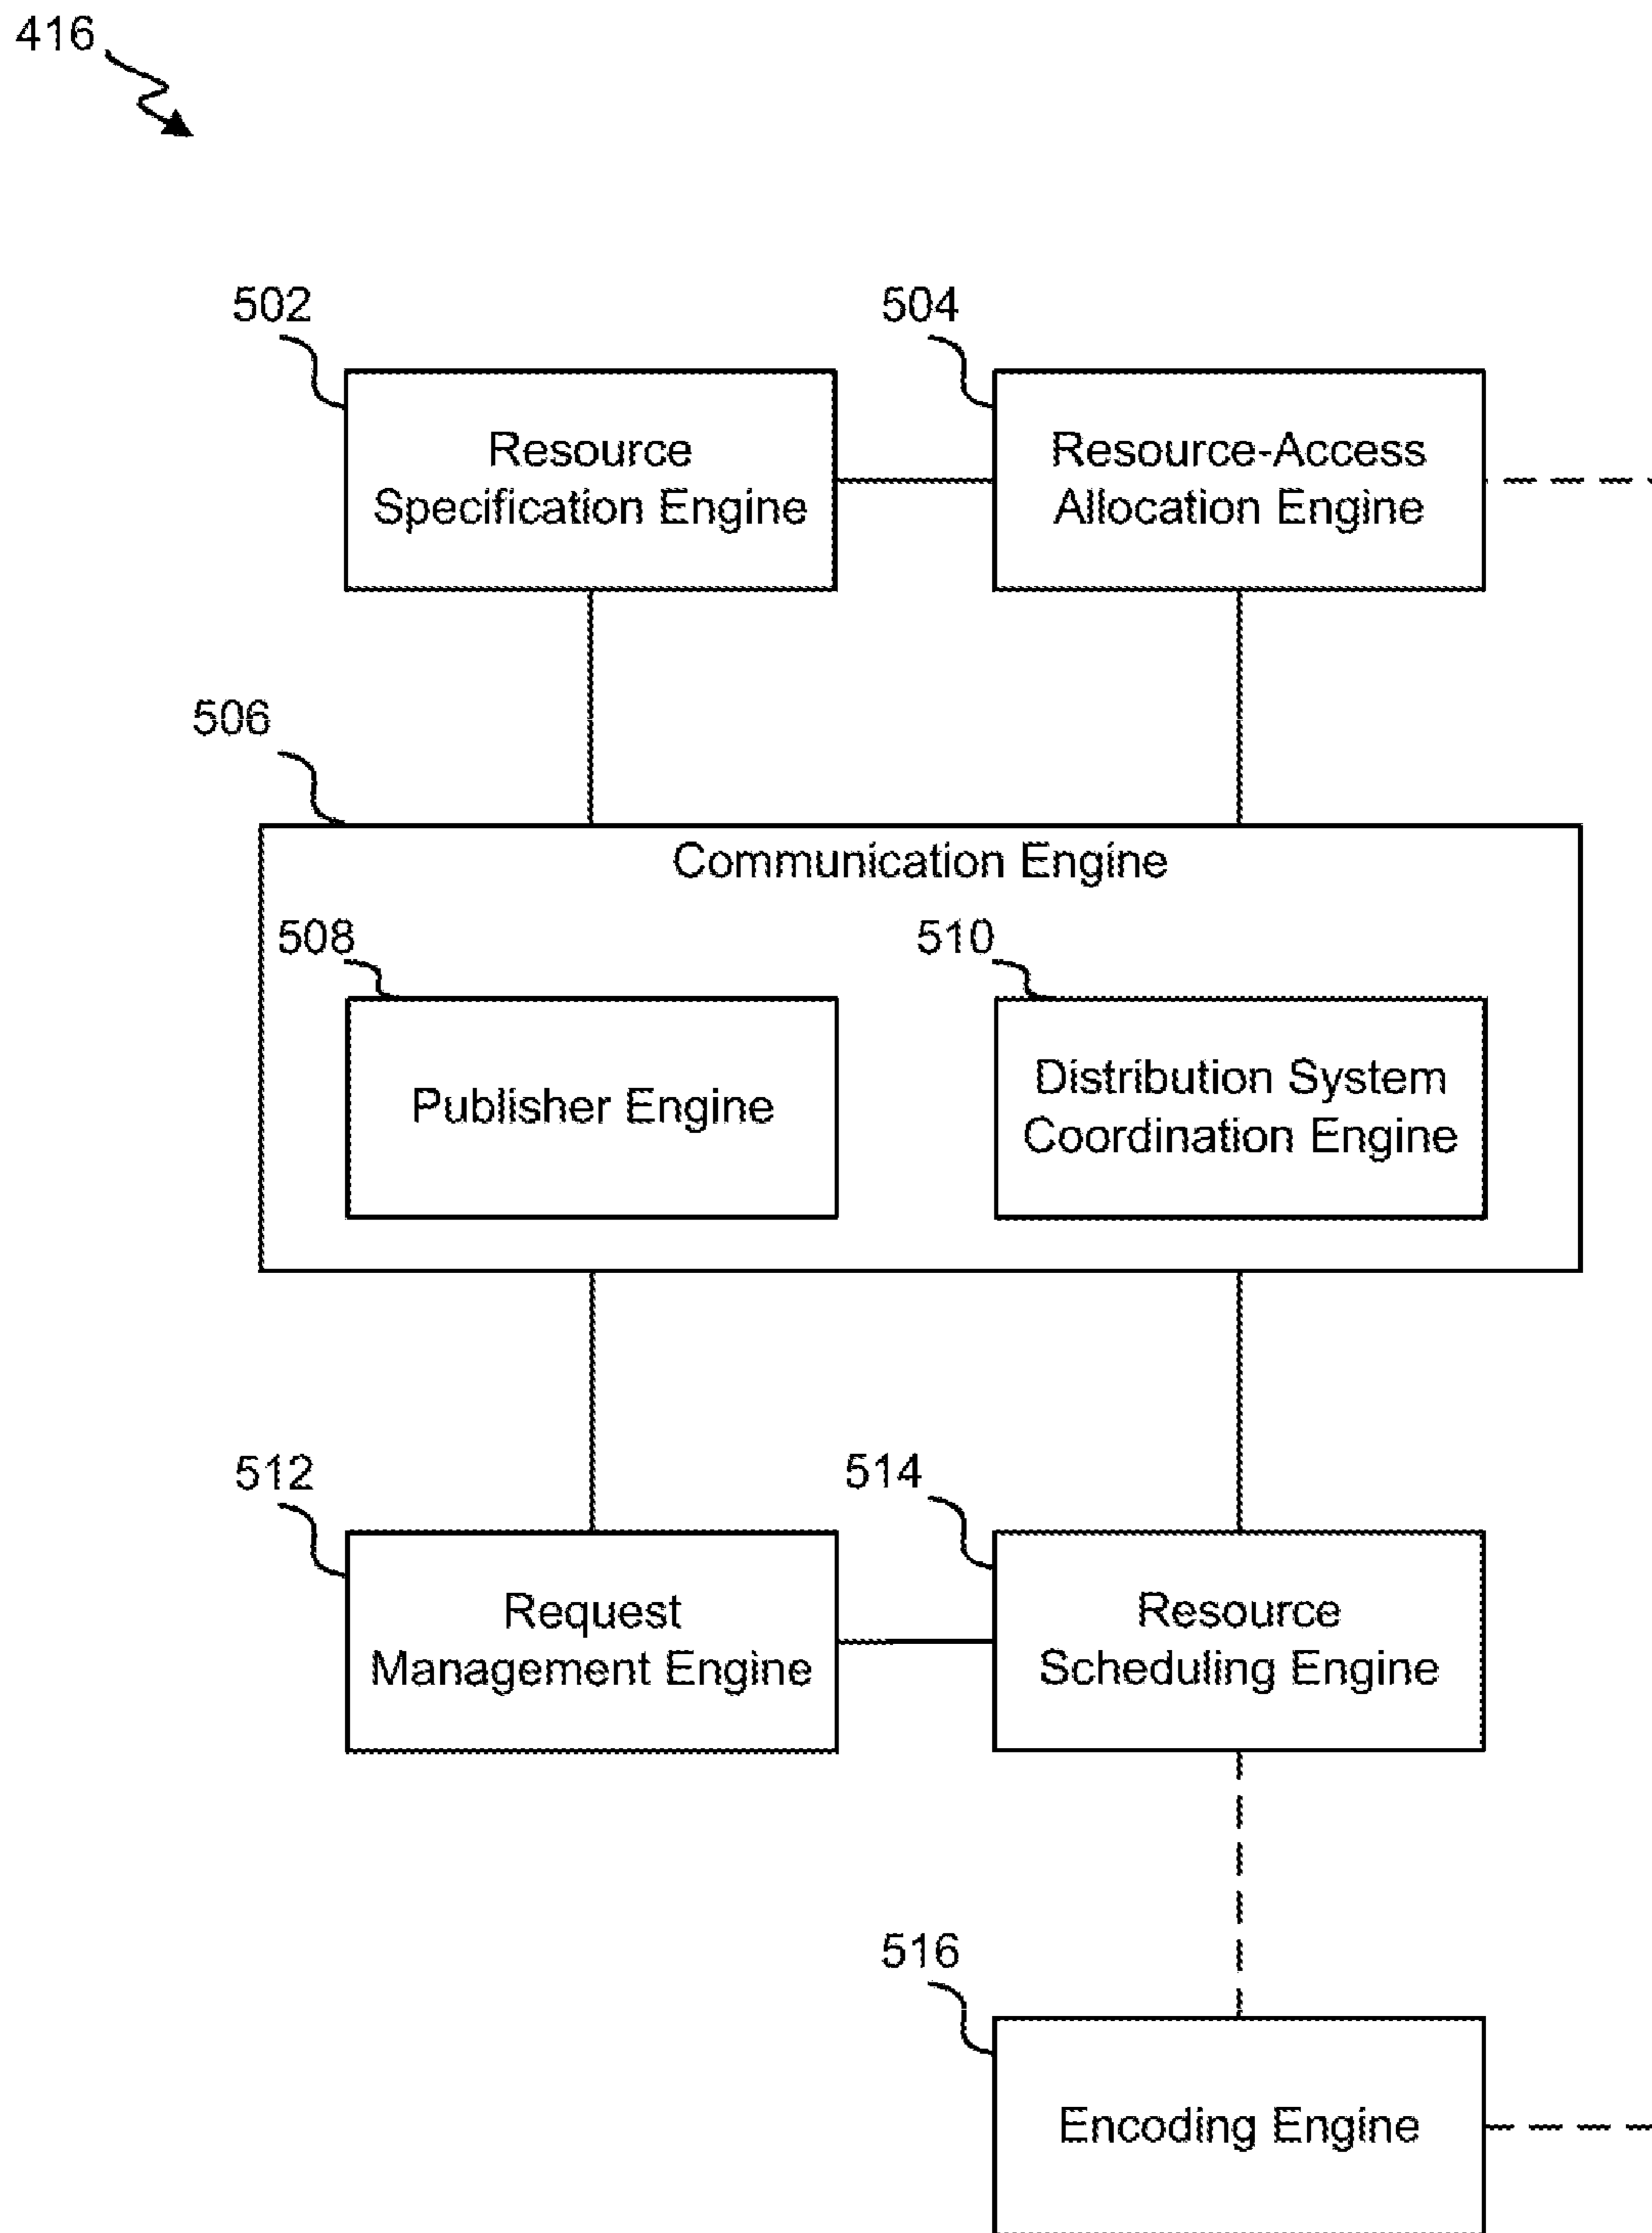 416
502
504
Resource
Specification Engine
Resource-Access
Allocation Engine
506
Communication Engine
508
510
Publisher Engine
Distribution System
Coordination Engine
512
514
Request
Management Engine
Resource
Scheduling Engine
516
Encoding Engine